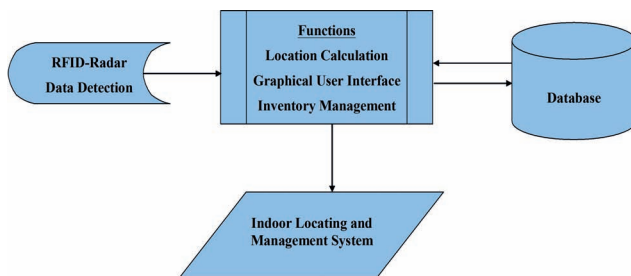 RFID-Radar
Data Detection
Functions
Location Calculation
Graphical User Interface
Inventory Management
Database
Indoor Locating and
Management System